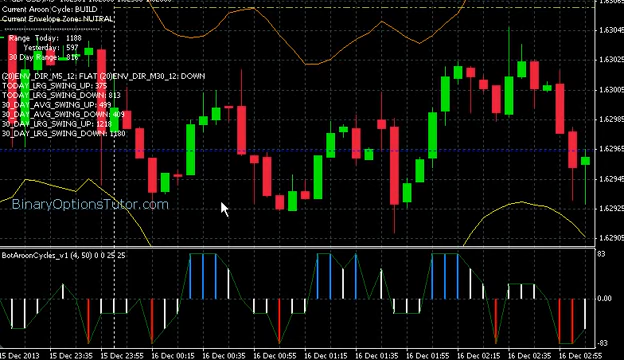 Current Aroon Cycle: BUILD
Current Envelope Zone: NUTRAL
Range Today: 1188
Yesterday: 597
30 Day Range: 817
(20)ENV_DIR_M5_12: FLAT (20)ENV_DIR_M30_12: DOWN
TODAY_LRG_SWING_UP: 375
TODAY_LRG_SWING_DOWN: 813
30_DAY_AVG_SWING_UP: 499
30_DAY_AVG_SWING_DOWN: 409
30_DAY_LRG_SWING_UP: 1218
30_DAY_LRG_SWING_DOWN: 1180
BinaryOptionsTutor.com
1.63065
1.63045
1.63025
1.63005
1.62985
1.62965
1.62945
1.62925
1.62905
BotAroonCycles_v1 (4, 50) 0 0 25 25
83
0.00
-83
15 Dec 2013
15 Dec 23:35
15 Dec 23:55
16 Dec 00:15
16 Dec 00:35
16 Dec 00:55
16 Dec 01:15
16 Dec 01:35
16 Dec 01:55
16 Dec 02:15
16 Dec 02:35
16 Dec 02:55